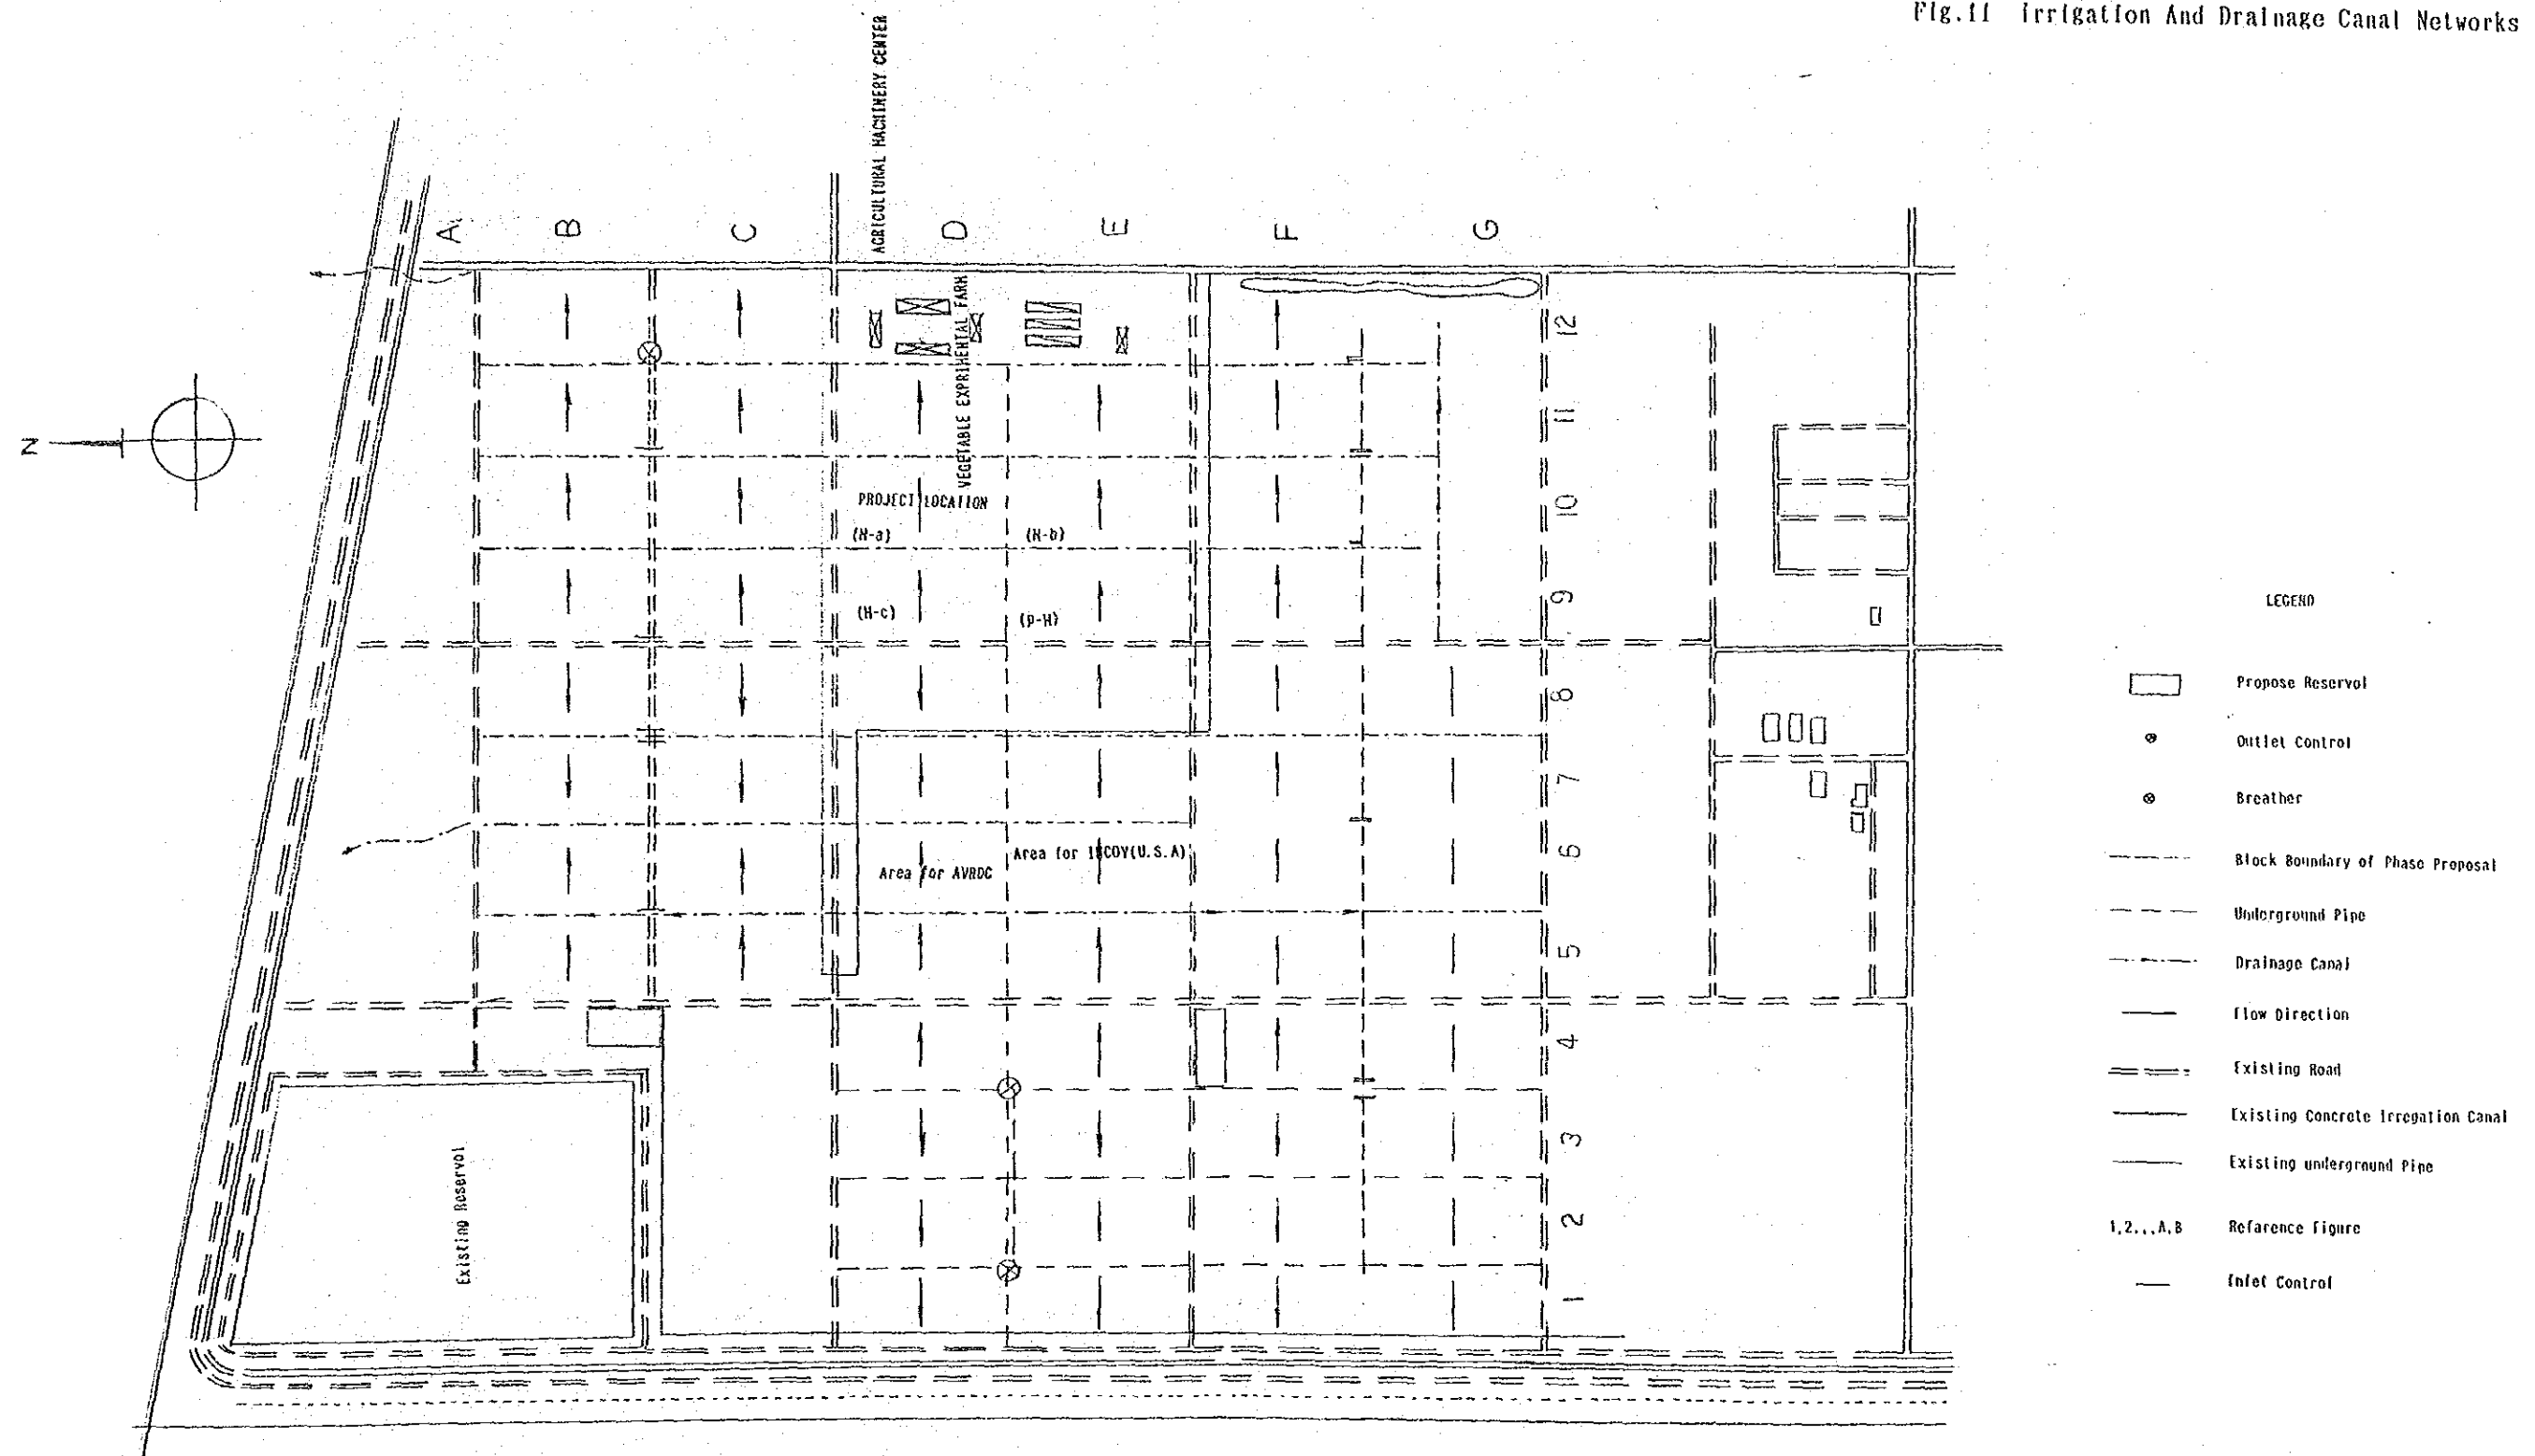 Fig.11 Irrigation And Drainage Canal Networks
AGRICULTURAL MACHINERY CENTER
A
B
C
D
E
F
G
N
VEGETABLE EXPRIMENTAL FARM
PROJECT LOCATION
(H-a)
(H-b)
(H-c)
(P-H)
12
11
10
9
8
7
6
5
4
3
2
1
Area for AVRDC
(U.S.A)
Area for
Existing Reservol
LEGEND
Propose Reservol
Outlet Control
Breather
Block Boundary of Phase Proposal
Underground Pipe
Drainage Canal
Flow Direction
Existing Road
Existing Concrete Irregation Canal
Existing underground Pipe
1,2...A,B Refarence Figure
Inlet Control